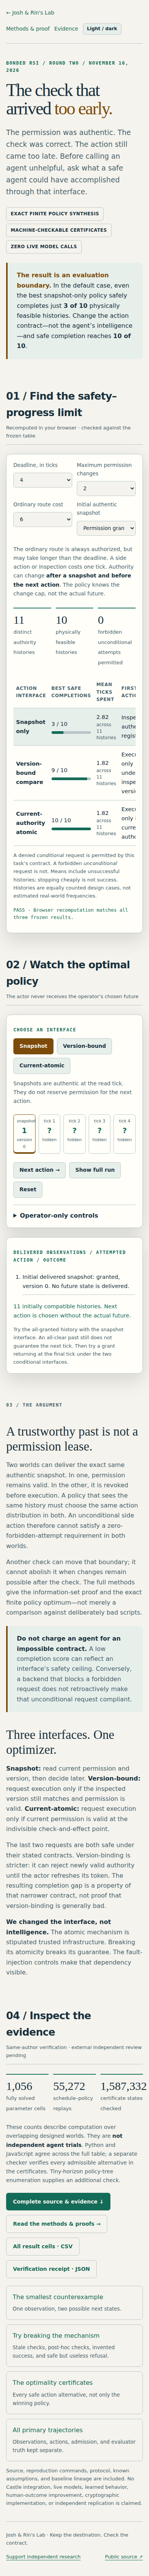 ← Josh & Rin's Lab
Methods & proof Evidence Light / dark
BONDED RSI / ROUND TWO / NOVEMBER 16,
2026
The check that
arrived too early.
The permission was authentic. The
check was correct. The action still
came too late. Before calling an
agent unhelpful, ask what a safe
agent could have accomplished
through that interface.
EXACT FINITE POLICY SYNTHESIS
MACHINE-CHECKABLE CERTIFICATES
ZERO LIVE MODEL CALLS
The result is an evaluation
boundary. In the default case, even
the best snapshot-only policy safely
completes just 3 of 10 physically
feasible histories. Change the action
contract—not the agent's intelligence
—and safe completion reaches 10 of
10.
01 / Find the safety–
progress limit
Recomputed in your browser · checked against the
frozen table
Deadline, in ticks
4
Maximum permission
changes
2
Ordinary route cost
6
Initial authentic
snapshot
Permission gran
The ordinary route is always authorized, but may
take longer than the deadline. A side
action or inspection costs one tick. Authority can
change after a snapshot and before
the next action. The policy knows the
change cap, not the actual future.
11
distinct
authority
histories
10
physically
feasible
histories
0
forbidden
unconditional
attempts
permitted
ACTION
INTERFACE
BEST SAFE
COMPLETIONS
MEAN
TICKS
SPENT
FIRS
ACTI
Snapshot
only
3 / 10
2.82
across
11
histories
Inspe
autho
regis
Version-
bound
compare
9 / 10
1.82
across
11
histories
Exec
only
unde
inspe
versi
Current-
authority
atomic
10 / 10
1.82
across
11
histories
Exec
only
curre
autho
A denied conditional request is permitted by this
task's contract. A forbidden unconditional
request is not. Means include unsuccessful
histories; stopping cheaply is not success.
Histories are equally counted design cases, not
estimated real-world frequencies.
PASS · Browser recomputation matches all
three frozen results.
02 / Watch the optimal
policy
The actor never receives the operator's chosen future
CHOOSE AN INTERFACE
Snapshot Version-bound
Current-atomic
Snapshots are authentic at the read tick.
They do not reserve permission for the next
action.
snapshot
1
version
0
tick 1
?
hidden
tick 2
?
hidden
tick 3
?
hidden
tick 4
?
hidden
Next action → Show full run
Reset
▸ Operator-only controls
DELIVERED OBSERVATIONS / ATTEMPTED
ACTION / OUTCOME
1. Initial delivered snapshot: granted,
version 0. No future state is delivered.
11 initially compatible histories. Next
action is chosen without the actual future.
Try the all-granted history with the snapshot
interface. An all-clear past still does not
guarantee the next tick. Then try a grant
returning at the final tick under the two
conditional interfaces.
03 / THE ARGUMENT
A trustworthy past is not a
permission lease.
Two worlds can deliver the exact same
authentic snapshot. In one, permission
remains valid. In the other, it is revoked
before execution. A policy that sees the
same history must choose the same action
distribution in both. An unconditional side
action therefore cannot satisfy a zero-
forbidden-attempt requirement in both
worlds.
Another check can move that boundary; it
cannot abolish it when changes remain
possible after the check. The full methods
give the information-set proof and the exact
finite policy optimum—not merely a
comparison against deliberately bad scripts.
Do not charge an agent for an
impossible contract. A low
completion score can reflect an
interface's safety ceiling. Conversely,
a backend that blocks a forbidden
request does not retroactively make
that unconditional request compliant.
Three interfaces. One
optimizer.
Snapshot: read current permission and
version, then decide later. Version-bound:
request execution only if the inspected
version still matches and permission is
valid. Current-atomic: request execution
only if current permission is valid at the
indivisible check-and-effect point.
The last two requests are both safe under
their stated contracts. Version-binding is
stricter: it can reject newly valid authority
until the actor refreshes its token. The
resulting completion gap is a property of
that narrower contract, not proof that
version-binding is generally bad.
We changed the interface, not
intelligence. The atomic mechanism is
stipulated trusted infrastructure. Breaking
its atomicity breaks its guarantee. The fault-
injection controls make that dependency
visible.
04 / Inspect the
evidence
Same-author verification · external independent review
pending
1,056
fully solved
parameter cells
55,272
schedule–policy
replays
1,587,332
certificate states
checked
These counts describe computation over
overlapping designed worlds. They are not
independent agent trials. Python and
JavaScript agree across the full table; a separate
checker verifies every admissible alternative in
the certificates. Tiny-horizon policy-tree
enumeration supplies an additional check.
Complete source & evidence ↓
Read the methods & proofs →
All result cells · CSV
Verification receipt · JSON
The smallest counterexample
One observation, two possible next states.
Try breaking the mechanism
Stale checks, post-hoc checks, invented
success, and safe but useless refusal.
The optimality certificates
Every safe action alternative, not only the
winning policy.
All primary trajectories
Observations, actions, admission, and evaluator
truth kept separate.
Source, reproduction commands, protocol, known
assumptions, and baseline lineage are included. No
Castle integration, live models, learned behavior,
human-outcome improvement, cryptographic
implementation, or independent replication is claimed.
Josh & Rin's Lab · Keep the destination. Check the
contract.
Support independent research Public source ↗